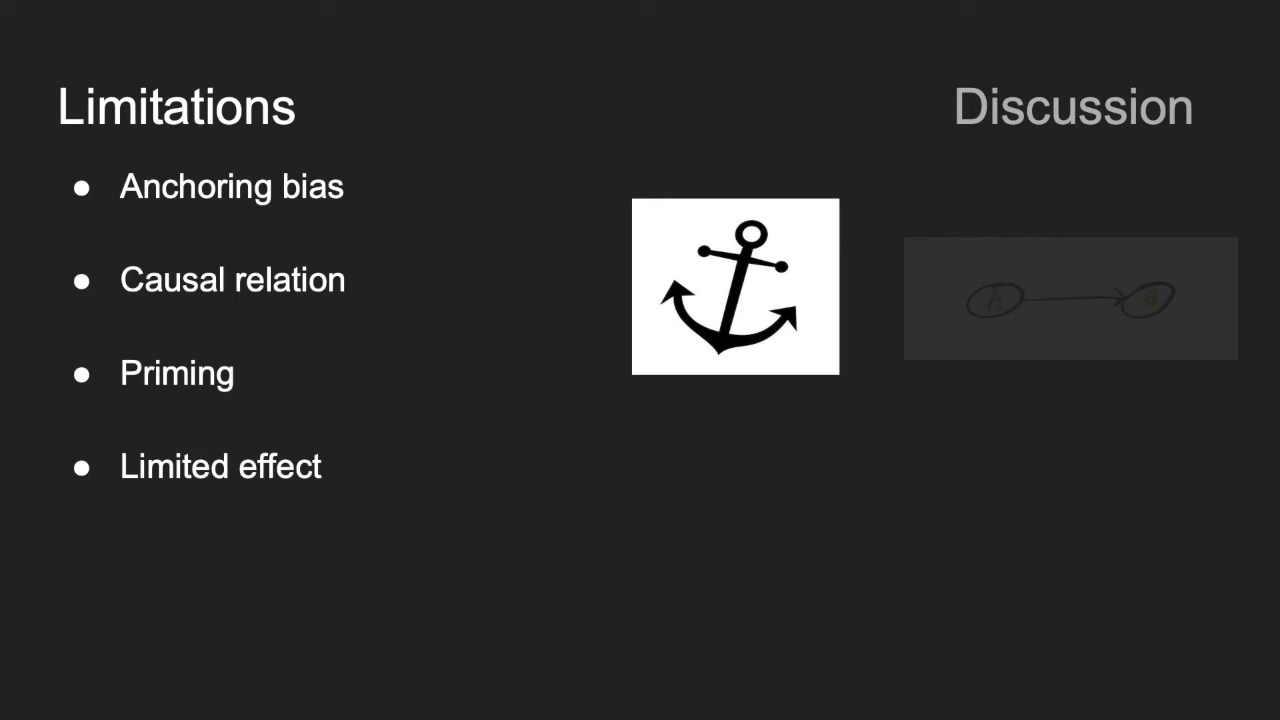 Limitations
Discussion
● Anchoring bias
● Causal relation
● Priming
● Limited effect
A